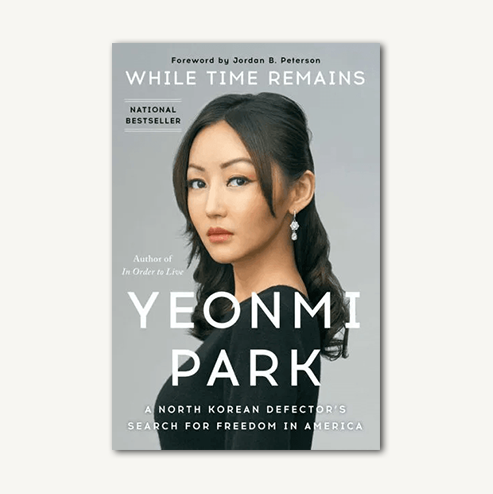 Foreword by Jordan B. Peterson
WHILE TIME REMAINS
NATIONAL
BESTSELLER
Author of
In Order to Live
YEONMI
PARK
A NORTH KOREAN DEFECTOR'S
SEARCH FOR FREEDOM IN AMERICA